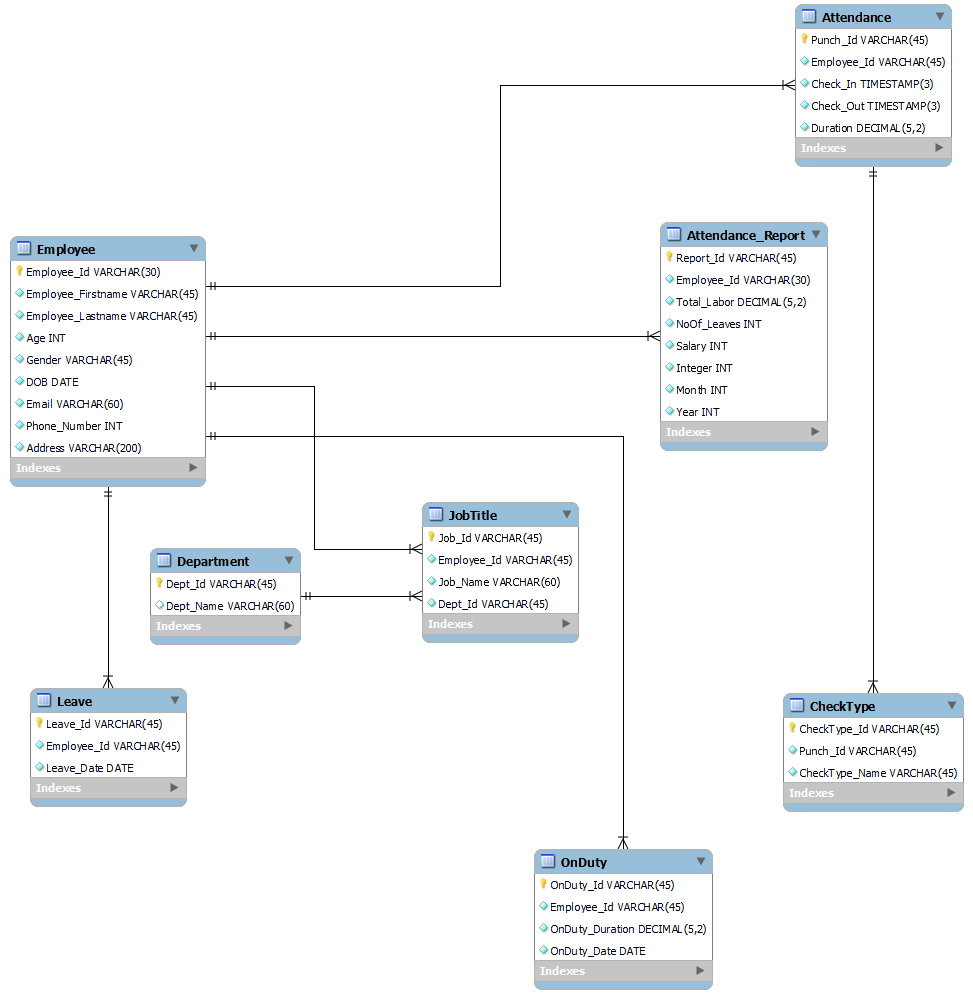 Attendance
Punch_Id VARCHAR(45)
Employee_Id VARCHAR(45)
Check_In TIMESTAMP(3)
Check_Out TIMESTAMP(3)
Duration DECIMAL(5,2)
Indexes
Employee
Employee_Id VARCHAR(30)
Employee_Firstname VARCHAR(45)
Employee_Lastname VARCHAR(45)
Age INT
Gender VARCHAR(45)
DOB DATE
Email VARCHAR(60)
Phone_Number INT
Address VARCHAR(200)
Indexes
Attendance_Report
Report_Id VARCHAR(45)
Employee_Id VARCHAR(30)
Total_Labor DECIMAL(5,2)
NoOf_Leaves INT
Salary INT
Integer INT
Month INT
Year INT
Indexes
JobTitle
Job_Id VARCHAR(45)
Employee_Id VARCHAR(45)
Job_Name VARCHAR(60)
Dept_Id VARCHAR(45)
Indexes
Department
Dept_Id VARCHAR(45)
Dept_Name VARCHAR(60)
Indexes
Leave
Leave_Id VARCHAR(45)
Employee_Id VARCHAR(45)
Leave_Date DATE
Indexes
CheckType
CheckType_Id VARCHAR(45)
Punch_Id VARCHAR(45)
CheckType_Name VARCHAR(45)
Indexes
OnDuty
OnDuty_Id VARCHAR(45)
Employee_Id VARCHAR(45)
OnDuty_Duration DECIMAL(5,2)
OnDuty_Date DATE
Indexes